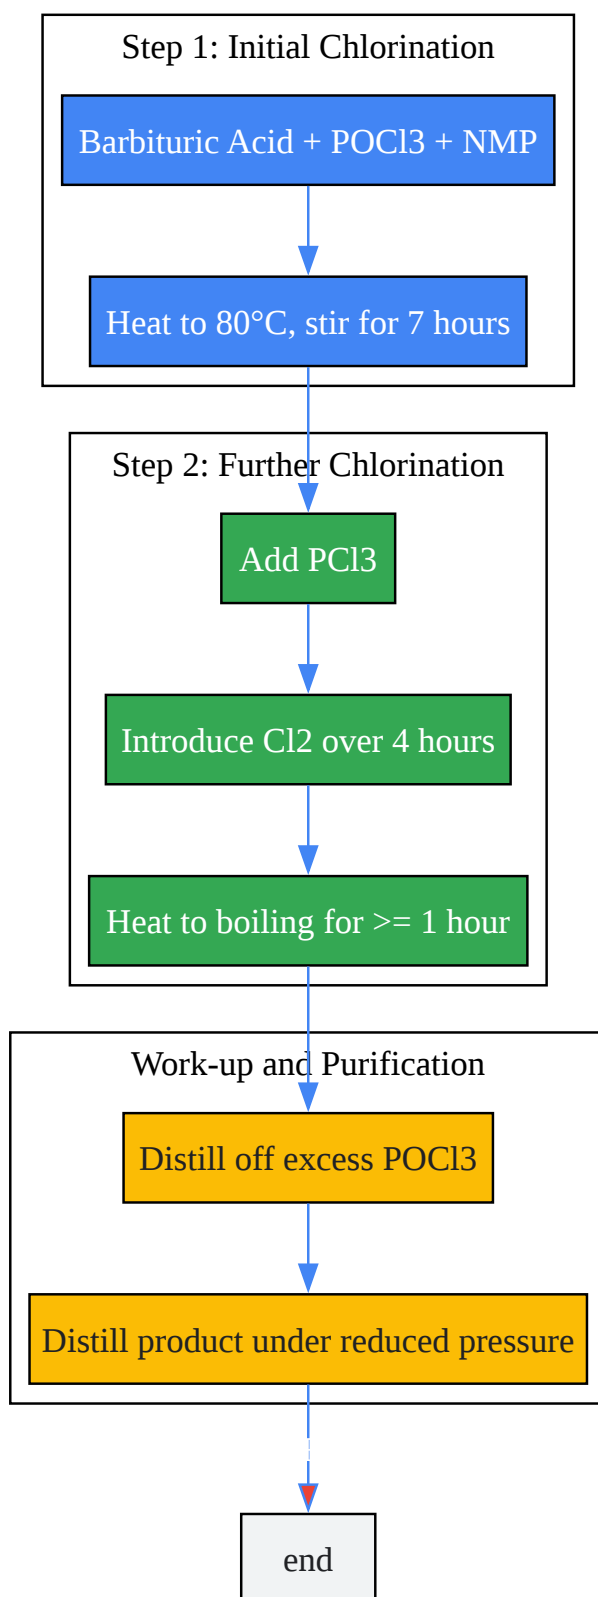 Step 1: Initial Chlorination
Barbituric Acid + POCl3 + NMP
Heat to 80°C, stir for 7 hours
Step 2: Further Chlorination
Add PCl3
Introduce Cl2 over 4 hours
Heat to boiling for >= 1 hour
Work-up and Purification
Distill off excess POCl3
Distill product under reduced pressure
end